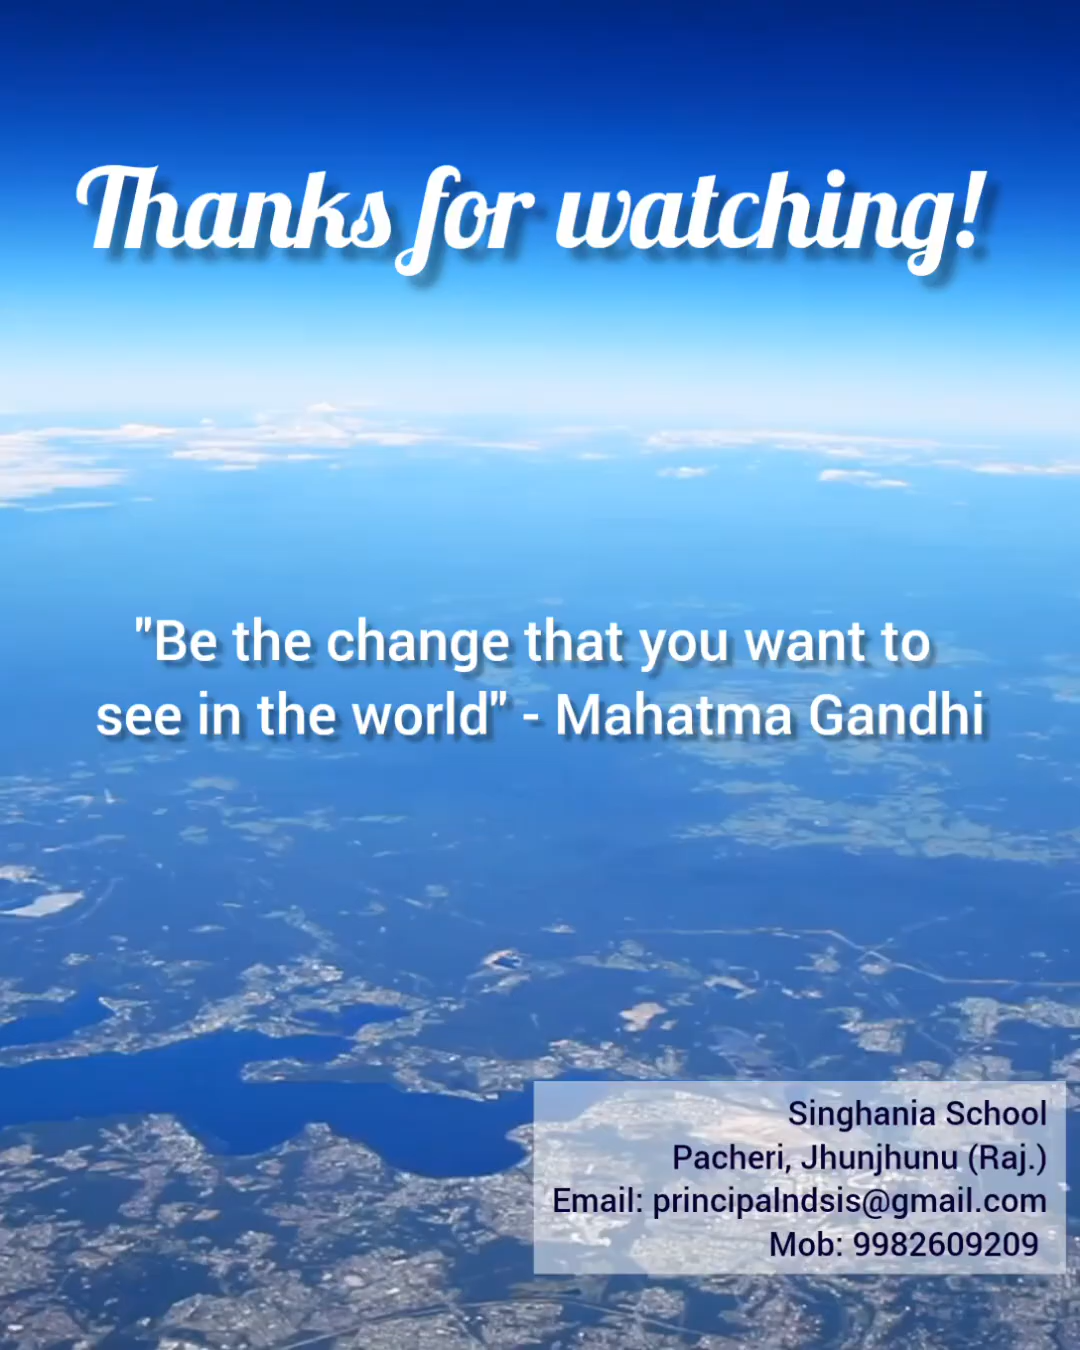 Thanks for watching!
"Be the change that you want to
see in the world" - Mahatma Gandhi
Singhania School
Pacheri, Jhunjhunu (Raj.)
Email: principalndsis@gmail.com
Mob: 9982609209